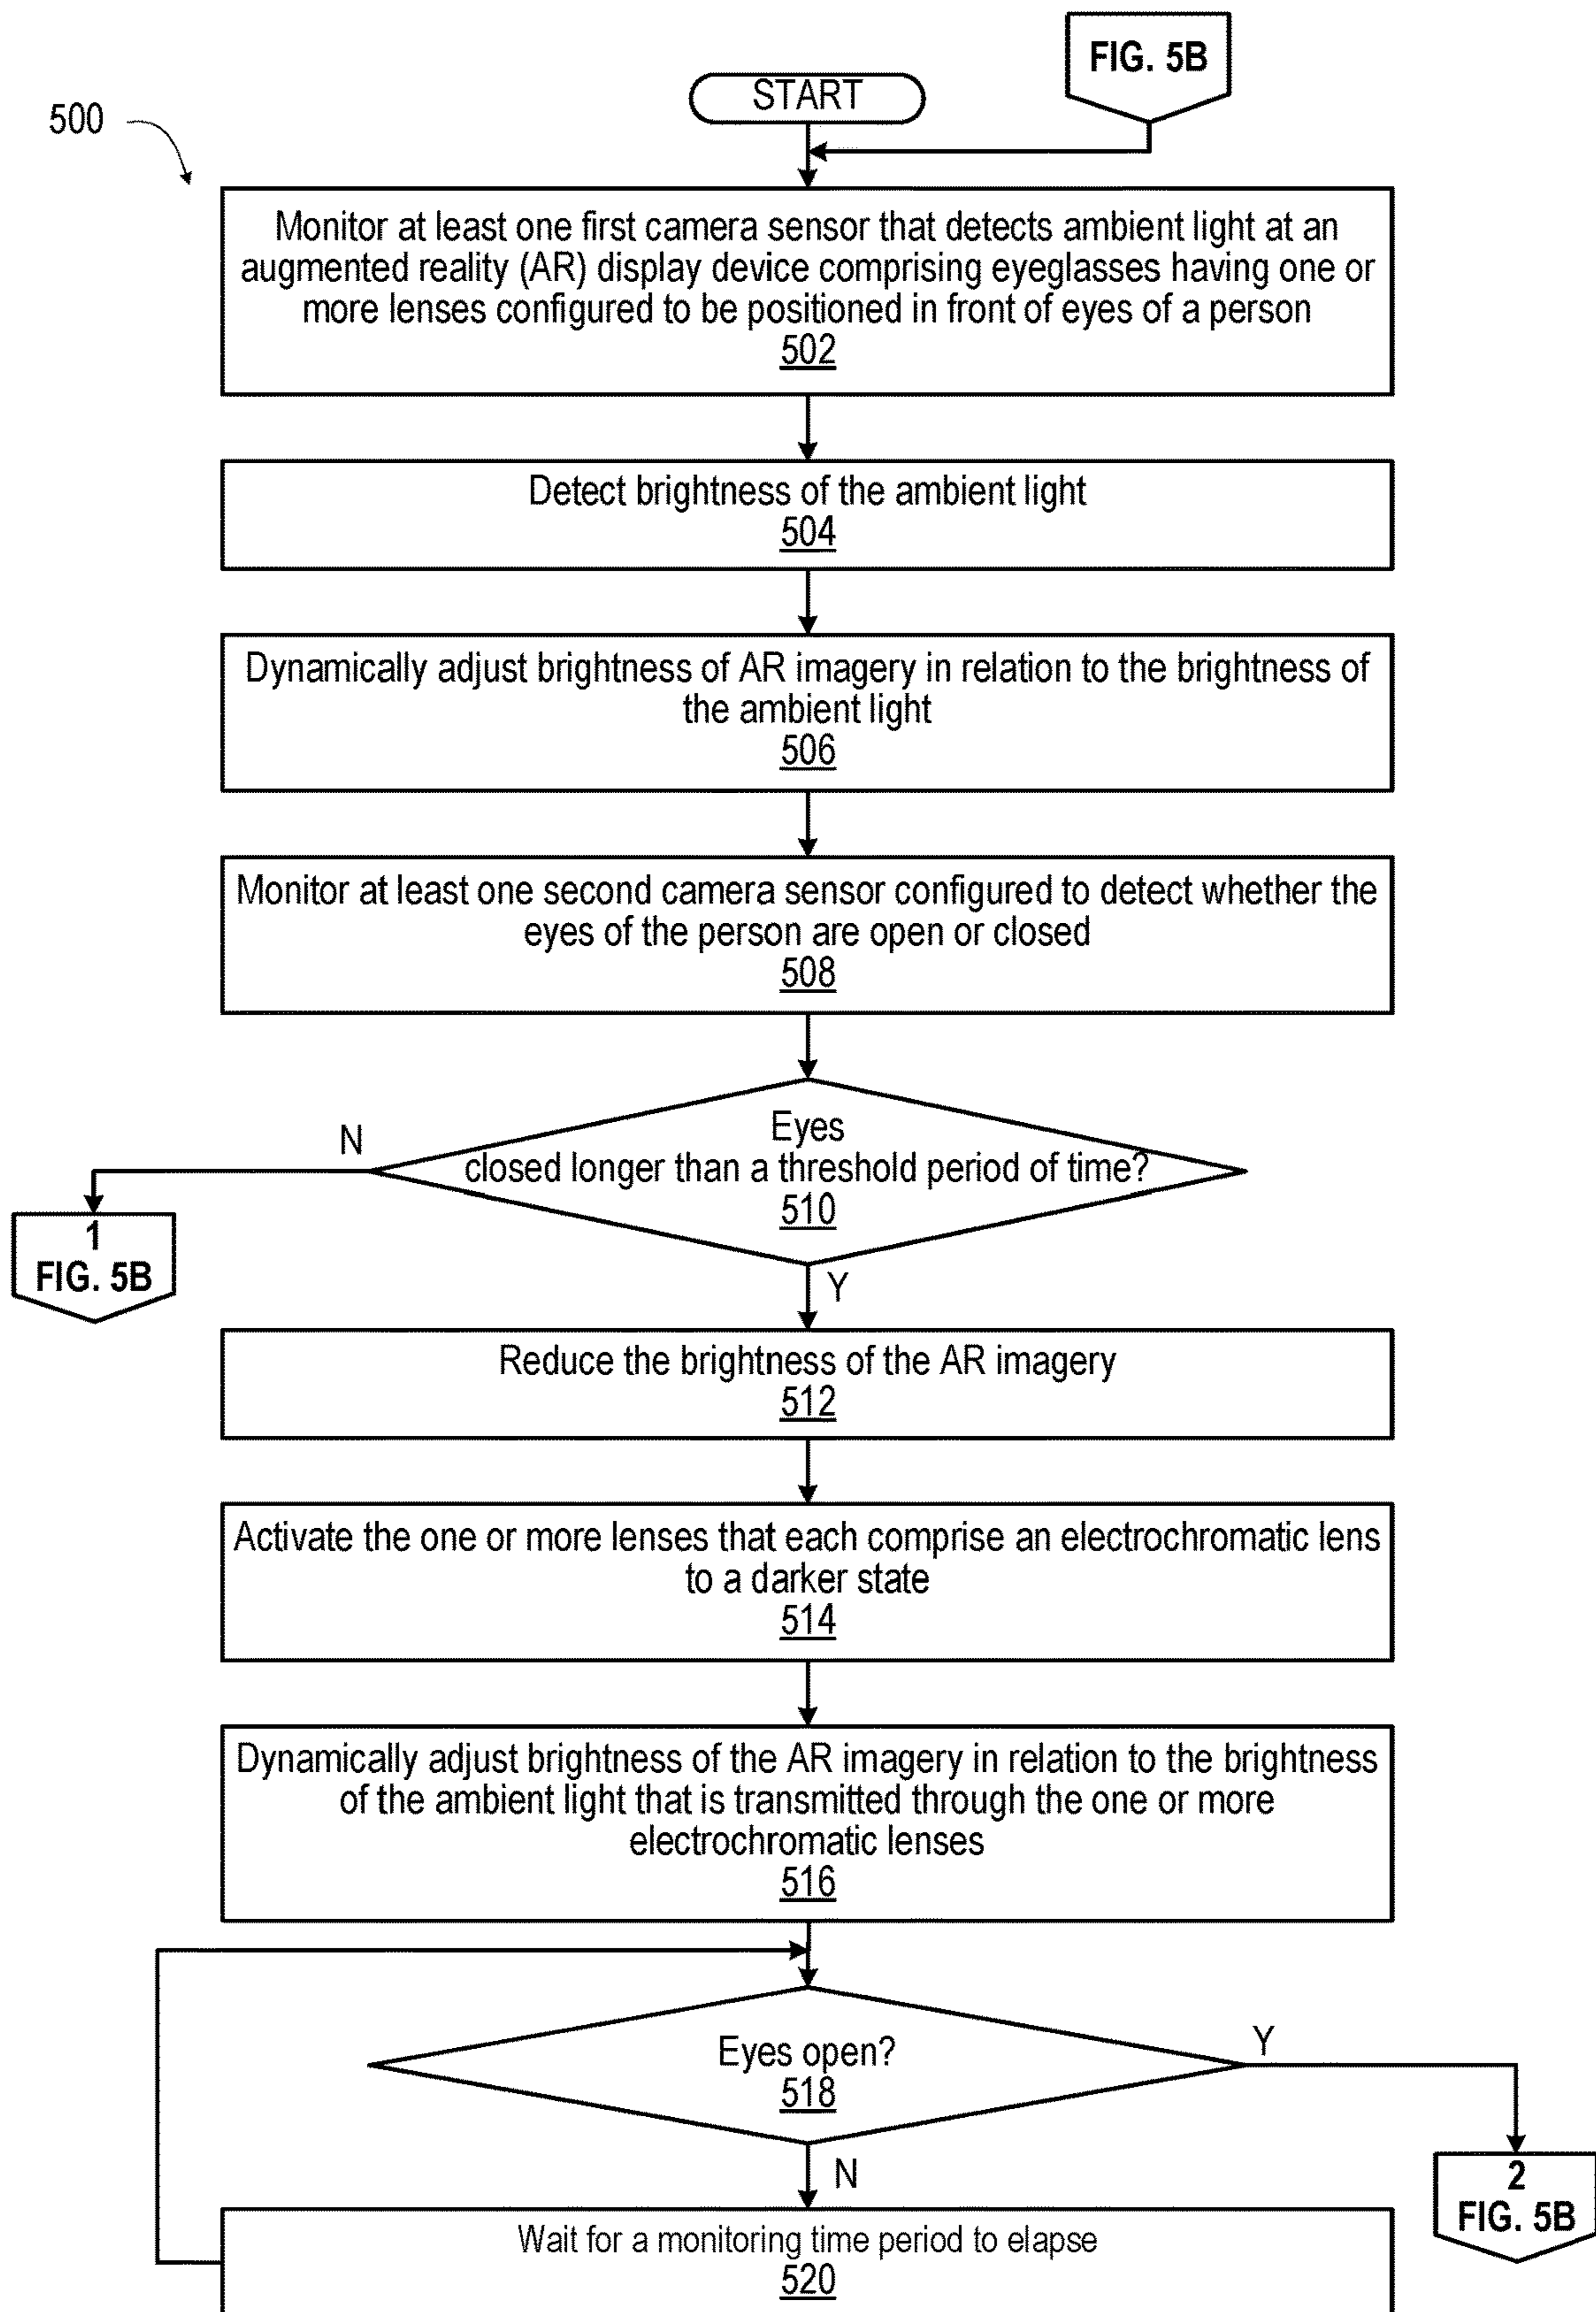 FIG. 5B
START
500
Monitor at least one first camera sensor that detects ambient light at an
augmented reality (AR) display device comprising eyeglasses having one or
more lenses configured to be positioned in front of eyes of a person
502
Detect brightness of the ambient light
504
Dynamically adjust brightness of AR imagery in relation to the brightness of
the ambient light
506
Monitor at least one second camera sensor configured to detect whether the
eyes of the person are open or closed
508
Eyes
closed longer than a threshold period of time?
510
N
1
FIG. 5B
Y
Reduce the brightness of the AR imagery
512
Activate the one or more lenses that each comprise an electrochromatic lens
to a darker state
514
Dynamically adjust brightness of the AR imagery in relation to the brightness
of the ambient light that is transmitted through the one or more
electrochromatic lenses
516
Eyes open?
518
Y
2
FIG. 5B
N
Wait for a monitoring time period to elapse
520